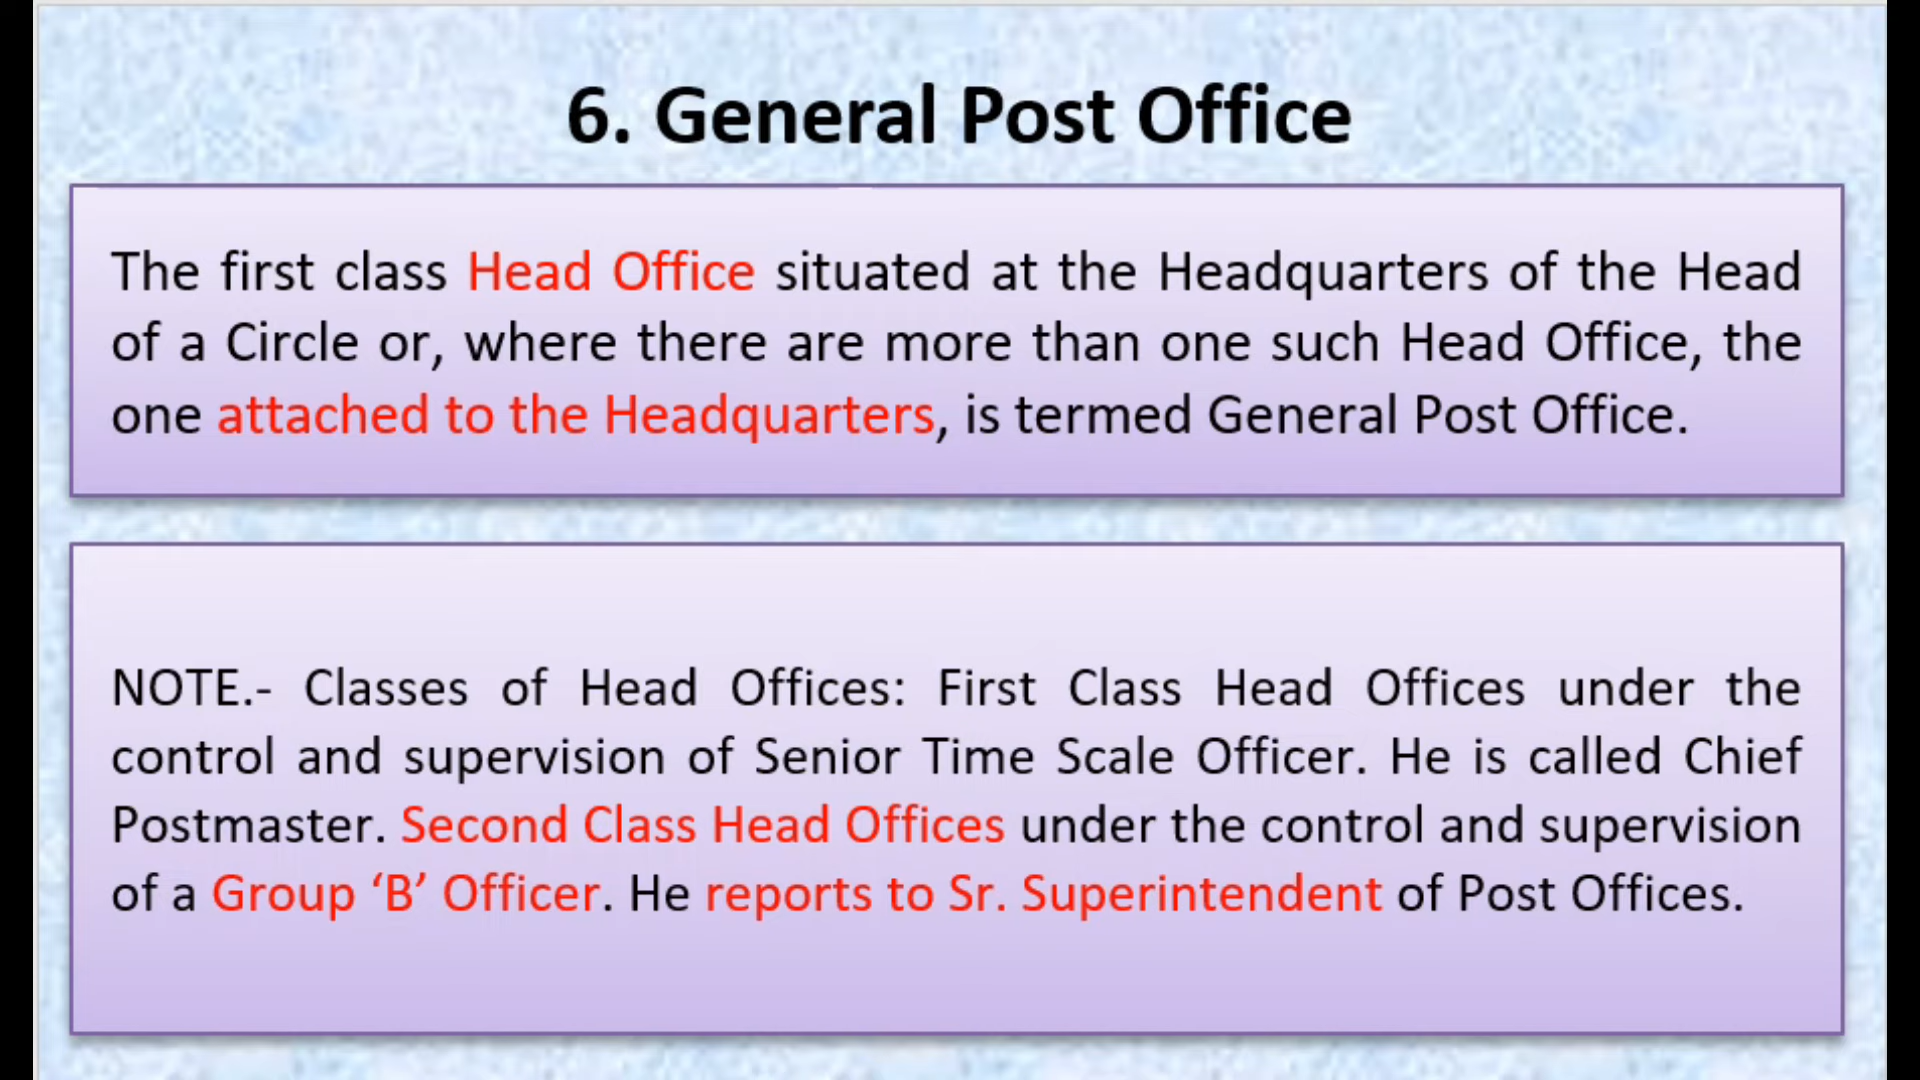 6. General Post Office
The first class Head Office situated at the Headquarters of the Head
of a Circle or, where there are more than one such Head Office, the
one attached to the Headquarters, is termed General Post Office.
NOTE.- Classes of Head Offices: First Class Head Offices under the
control and supervision of Senior Time Scale Officer. He is called Chief
Postmaster. Second Class Head Offices under the control and supervision
of a Group ‘B’ Officer. He reports to Sr. Superintendent of Post Offices.